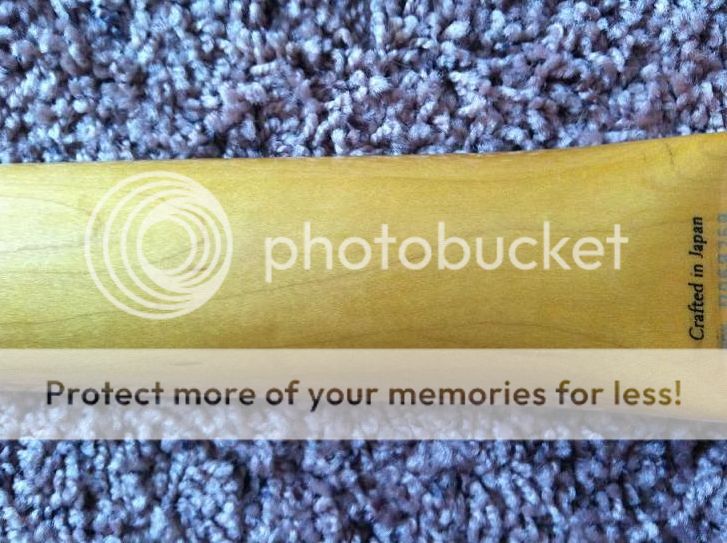 photobucket
Crafted in Japan
Protect more of your memories for less!